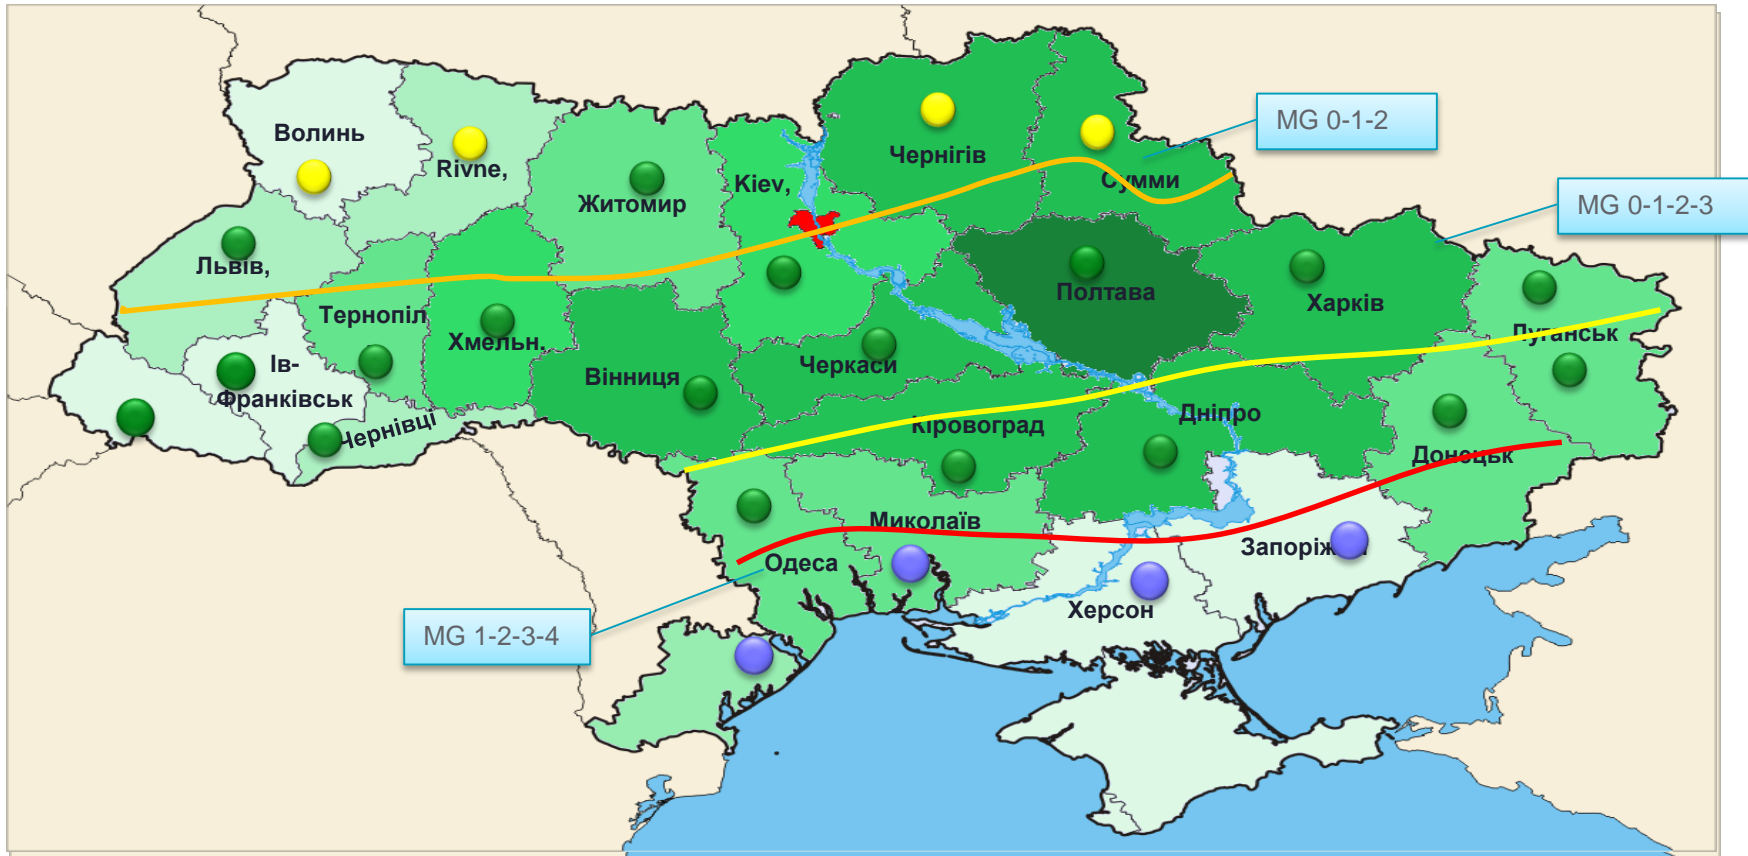 MG 0-1-2
Волинь
Rivne,
Чернігів
Kiev,
Сумми
Житомир
MG 0-1-2-3
Львів,
Полтава
Харків
Тернопіл
Хмельн.
Луганськ
Ів-
Франківськ
Вінниця
Черкаси
Чернівці
Кіровоград
Дніпро
Донецьк
Миколаїв
Одеса
Херсон
MG 1-2-3-4